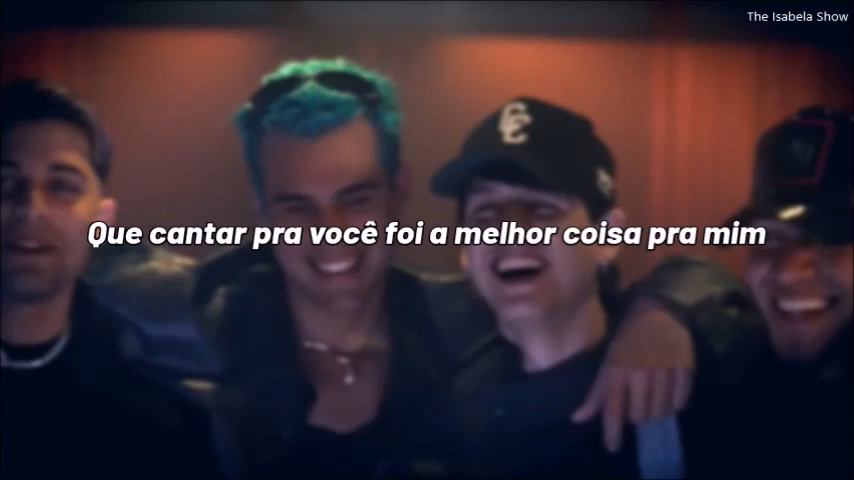 The Isabela Show
Que cantar pra você foi a melhor coisa pra mim